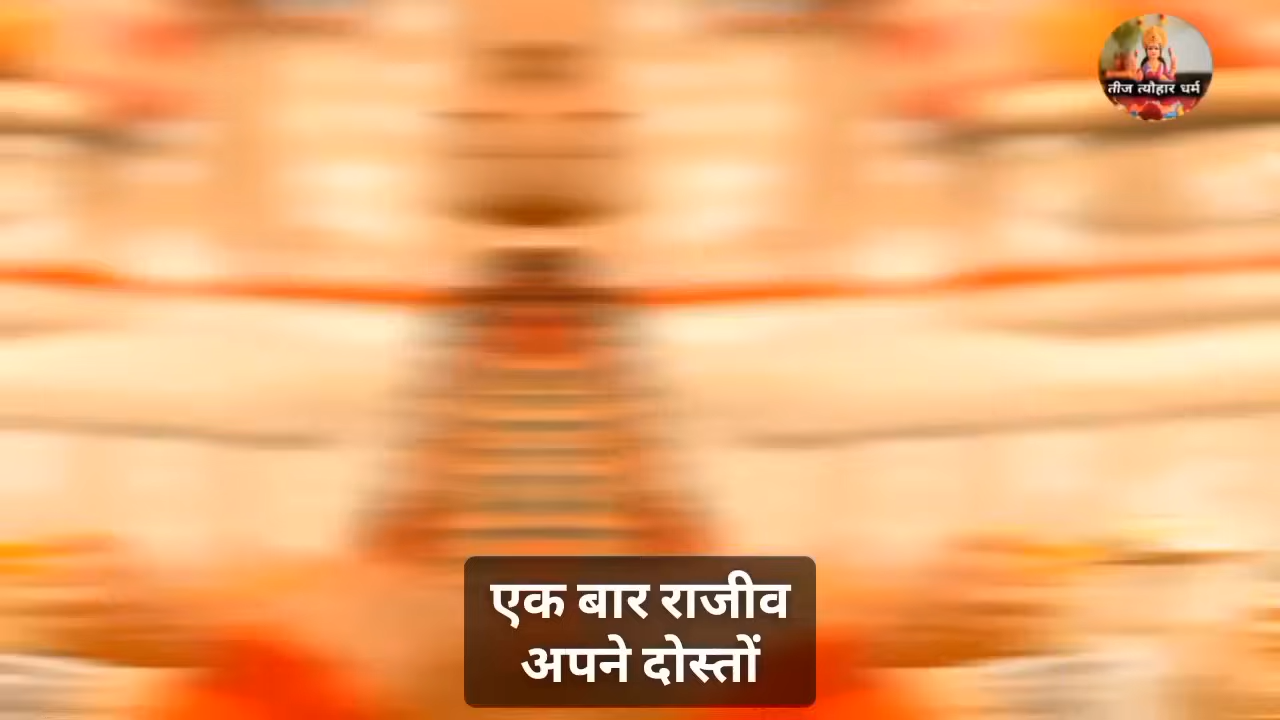 तीज त्यौहार धर्म
एक बार राजीव
अपने दोस्तों